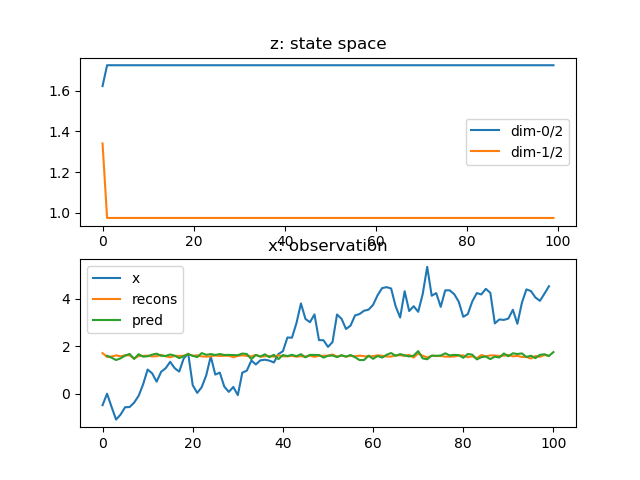 z: state space
1.6
1.4
1.2
1.0
dim-0/2
dim-1/2
0 20 40 60 80 100
x: observation
4
2
0
x
recons
pred
0 20 40 60 80 100